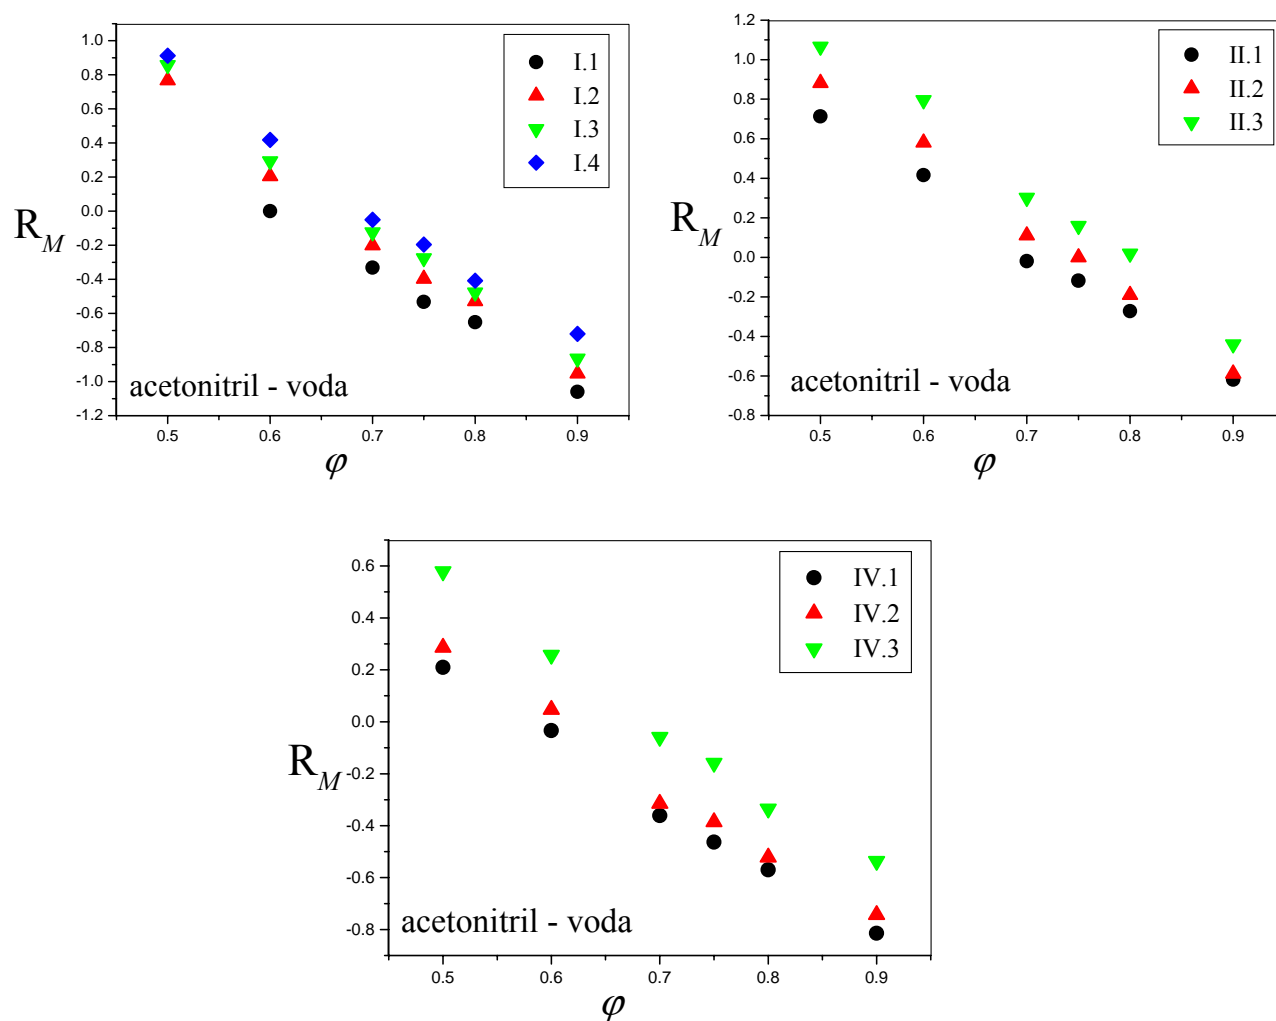 1.0
0.8
0.6
0.4
0.2
0.0
-0.2
-0.4
-0.6
-0.8
-1.0
-1.2
R_M
I.1
I.2
I.3
I.4
acetonitril - voda
0.5 0.6 0.7 0.8 0.9
φ
1.2
1.0
0.8
0.6
0.4
0.2
0.0
-0.2
-0.4
-0.6
-0.8
R_M
II.1
II.2
II.3
acetonitril - voda
0.5 0.6 0.7 0.8 0.9
φ
0.6
0.4
0.2
0.0
-0.2
-0.4
-0.6
-0.8
R_M
IV.1
IV.2
IV.3
acetonitril - voda
0.5 0.6 0.7 0.8 0.9
φ